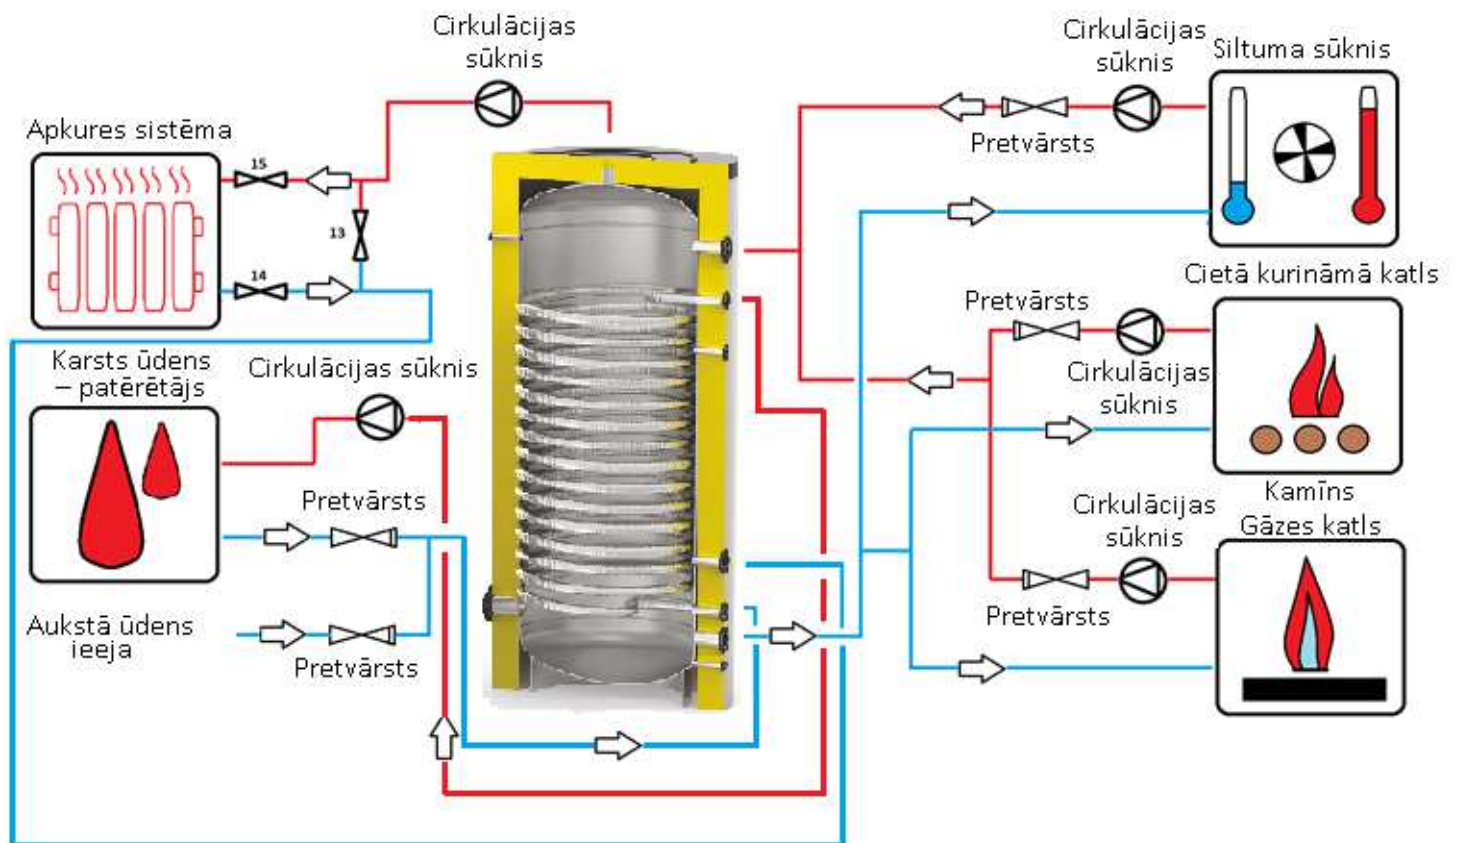 Cirkulācijas
sūknis
Cirkulācijas
sūknis
Siltuma sūknis
Apkures sistēma
Pretvārsts
15
13
14
Cietā kurināmā katls
Pretvārsts
Karsts ūdens
– patērētājs
Cirkulācijas sūknis
Cirkulācijas
sūknis
Pretvārsts
Kamīns
Gāzes katls
Cirkulācijas
sūknis
Pretvārsts
Aukstā ūdens
ieeja
Pretvārsts